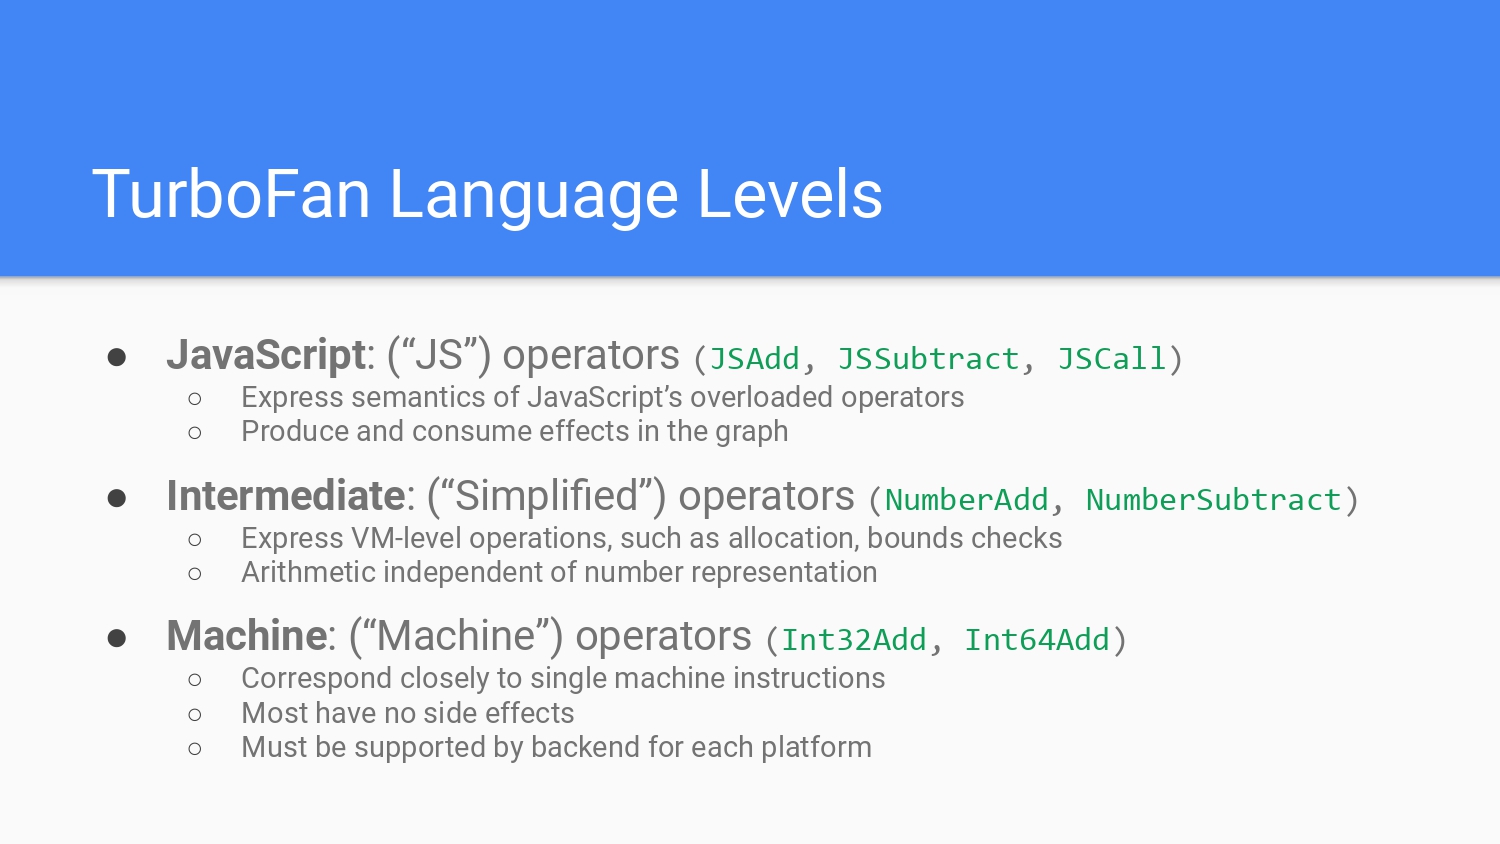 TurboFan Language Levels
● JavaScript: (“JS”) operators (JSAdd, JSSubtract, JSCall)
○ Express semantics of JavaScript’s overloaded operators
○ Produce and consume effects in the graph
● Intermediate: (“Simplified”) operators (NumberAdd, NumberSubtract)
○ Express VM-level operations, such as allocation, bounds checks
○ Arithmetic independent of number representation
● Machine: (“Machine”) operators (Int32Add, Int64Add)
○ Correspond closely to single machine instructions
○ Most have no side effects
○ Must be supported by backend for each platform